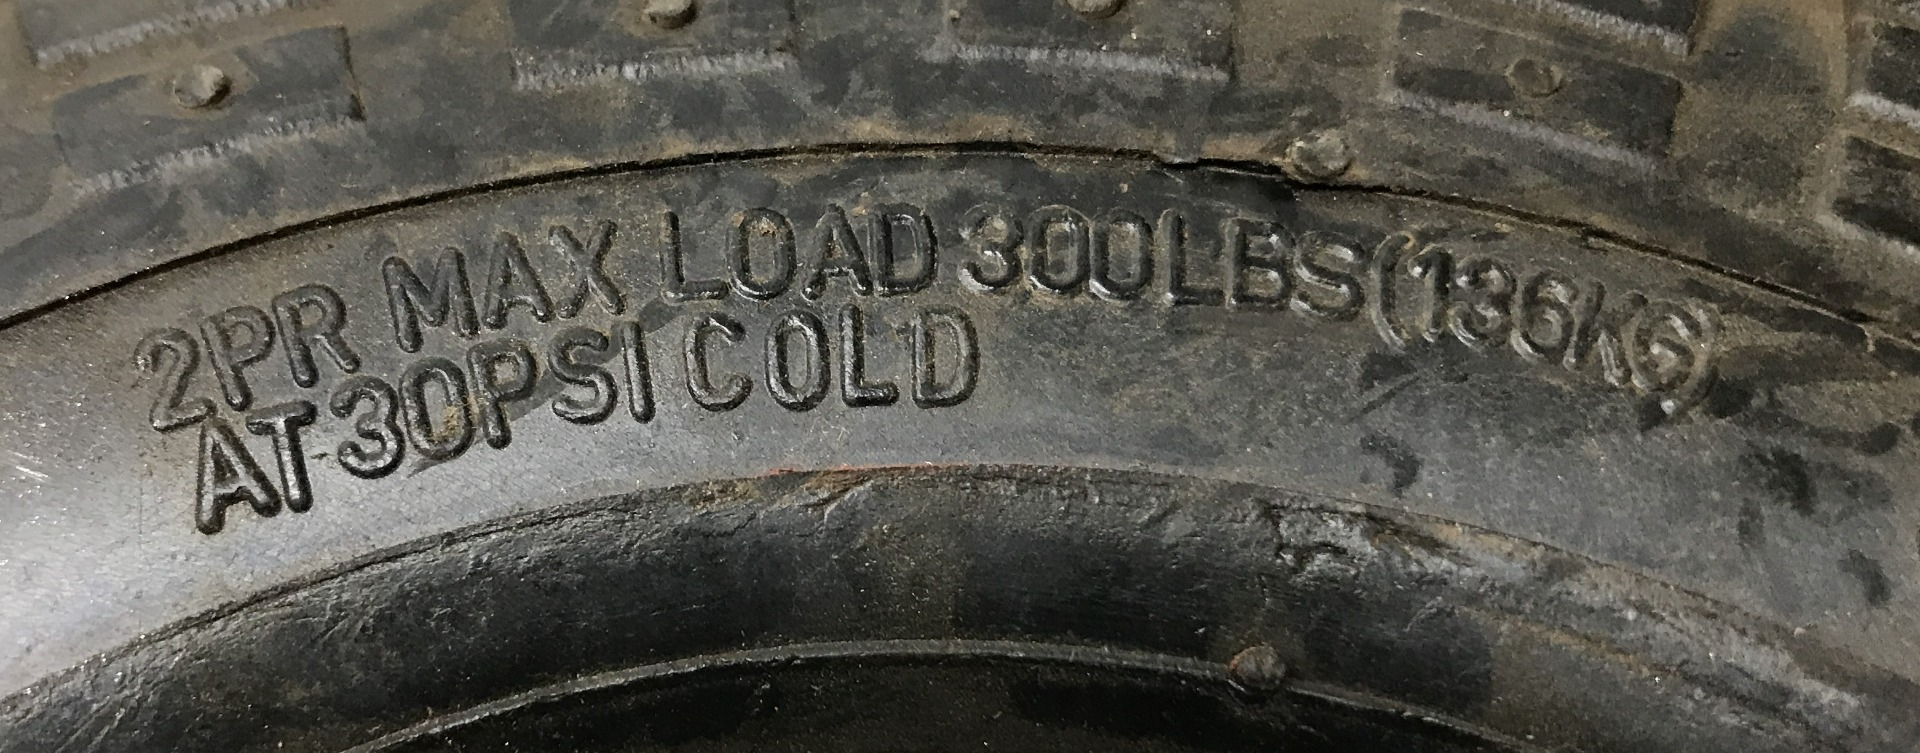 2PR MAX LOAD 300LBS(136KG)
AT 30PSI COLD